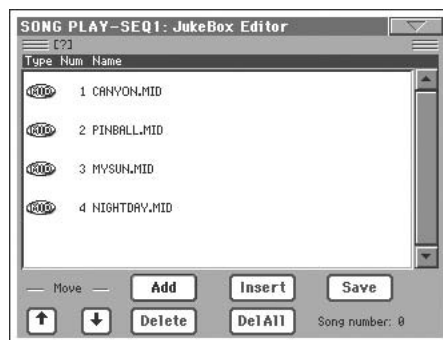 SONG PLAY-SEQ1: JukeBox Editor
[?]
Type Num Name
1 CANYON.MID
2 PINBALL.MID
3 MYSUN.MID
4 NIGHTDAY.MID
Move Add Insert Save
Delete DelAll Song number: 0